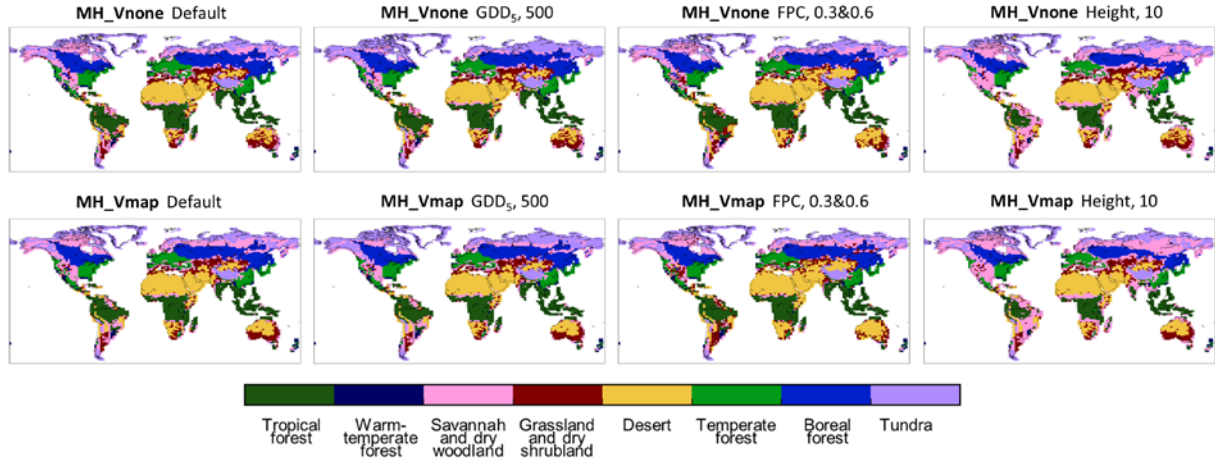 MH_Vnone Default
MH_Vnone GDD₅, 500
MH_Vnone FPC, 0.3&0.6
MH_Vnone Height, 10
MH_Vmap Default
MH_Vmap GDD₅, 500
MH_Vmap FPC, 0.3&0.6
MH_Vmap Height, 10
Tropical
forest
Warm-
temperate
forest
Savannah
and dry
woodland
Grassland
and dry
shrubland
Desert
Temperate
forest
Boreal
forest
Tundra